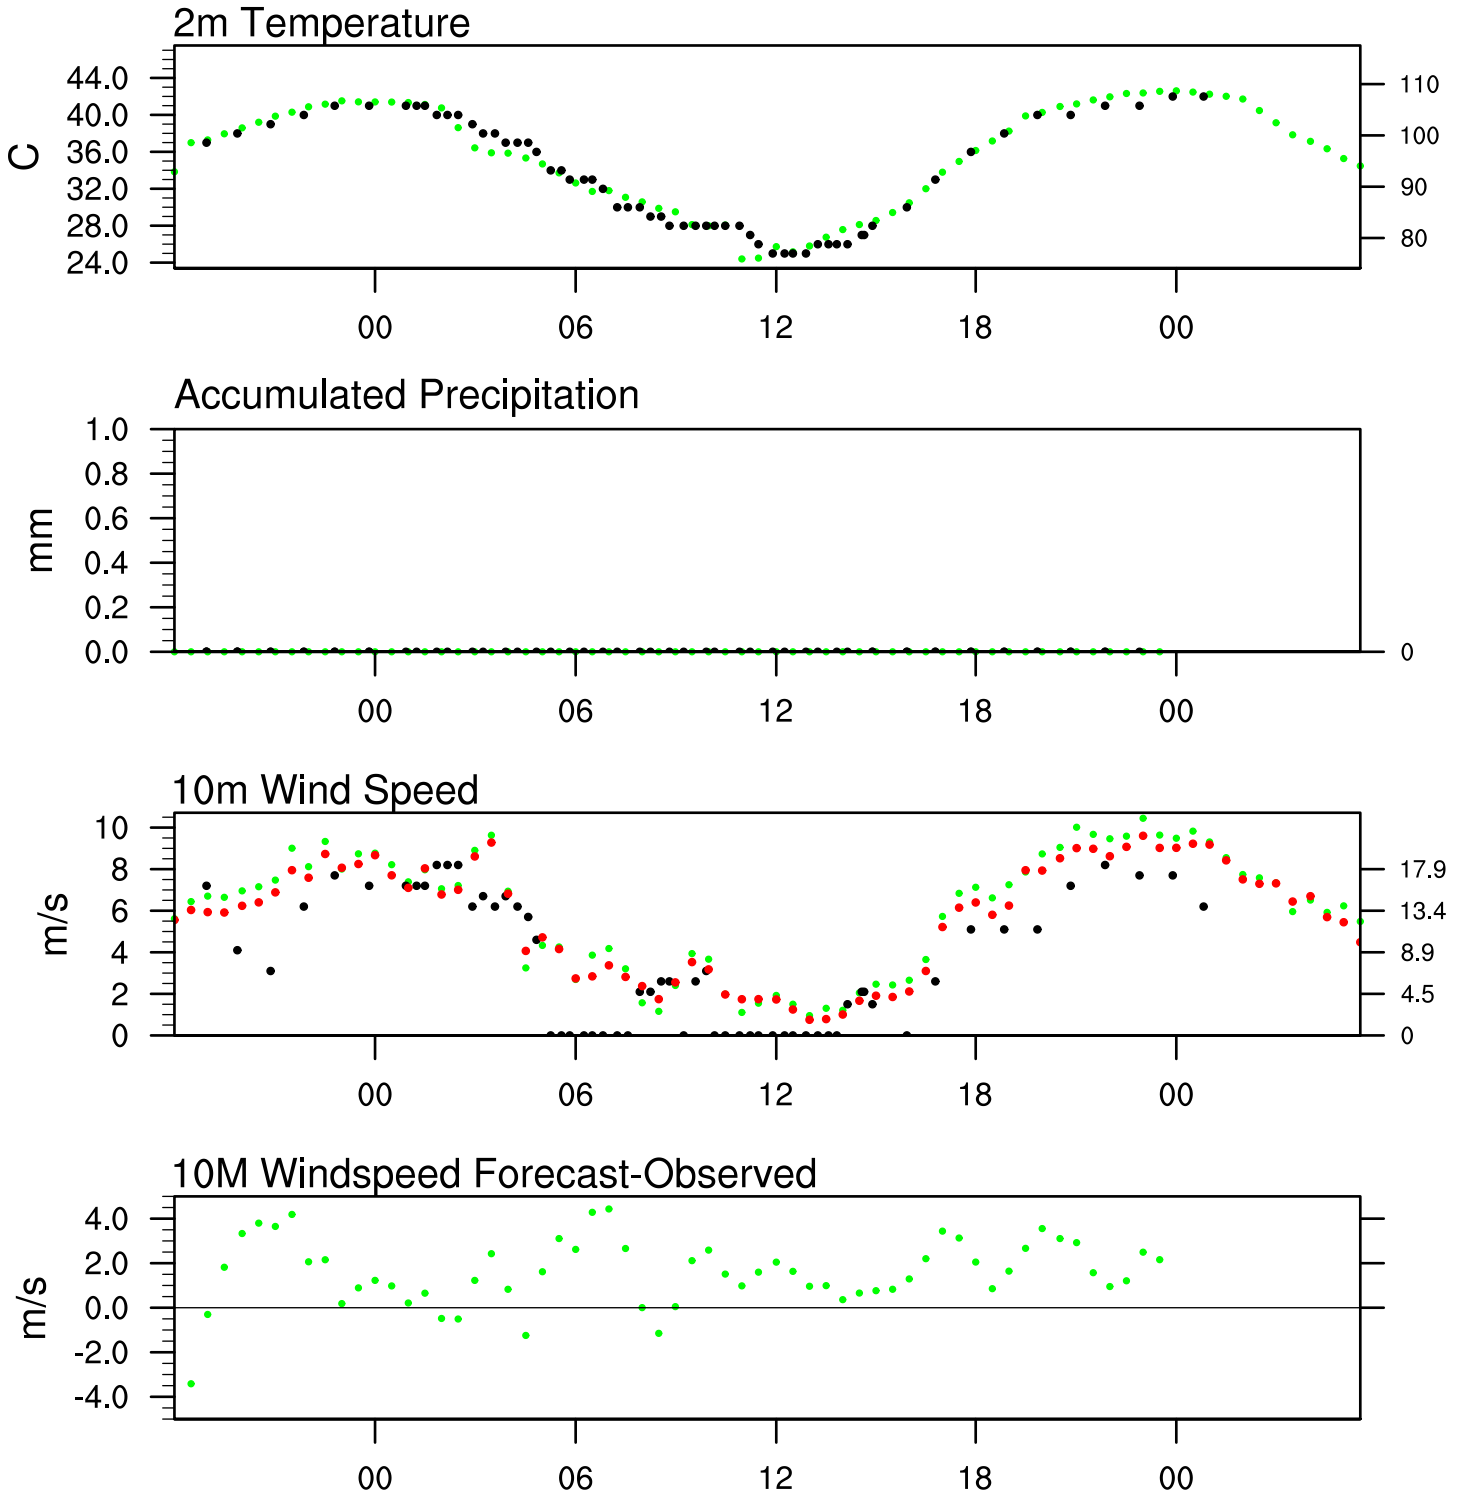 2m Temperature
44.0
40.0
36.0
32.0
28.0
24.0
C
110
100
90
80
00 06 12 18 00
Accumulated Precipitation
1.0
0.8
0.6
0.4
0.2
0.0
mm
0
00 06 12 18 00
10m Wind Speed
10
8
6
4
2
0
m/s
17.9
13.4
8.9
4.5
0
00 06 12 18 00
10M Windspeed Forecast-Observed
4.0
2.0
0.0
-2.0
-4.0
m/s
00 06 12 18 00